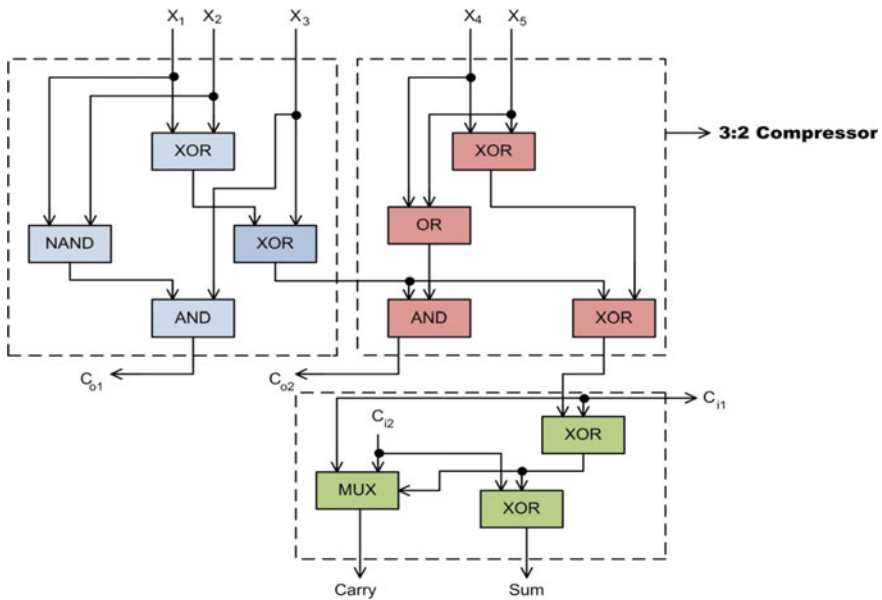 X1 X2 X3 X4 X5
XOR XOR
3:2 Compressor
OR
NAND XOR
AND AND XOR
Co1 Co2
Ci1
Ci2
XOR
MUX
XOR
Carry Sum